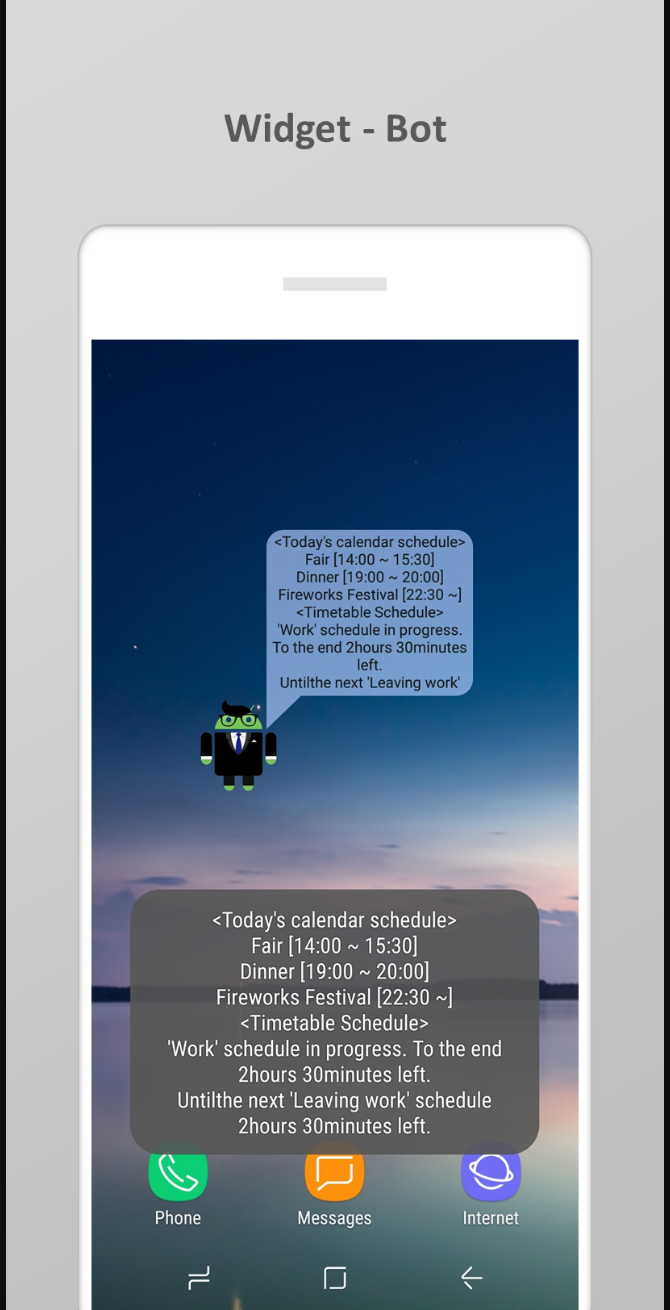 Widget - Bot
<Today's calendar schedule>
Fair [14:00 ~ 15:30]
Dinner [19:00 ~ 20:00]
Fireworks Festival [22:30 ~]
<Timetable Schedule>
'Work' schedule in progress.
To the end 2hours 30minutes
left.
Untilthe next 'Leaving work'
<Today's calendar schedule>
Fair [14:00 ~ 15:30]
Dinner [19:00 ~ 20:00]
Fireworks Festival [22:30 ~]
<Timetable Schedule>
'Work' schedule in progress. To the end
2hours 30minutes left.
Untilthe next 'Leaving work' schedule
2hours 30minutes left.
Phone
Messages
Internet